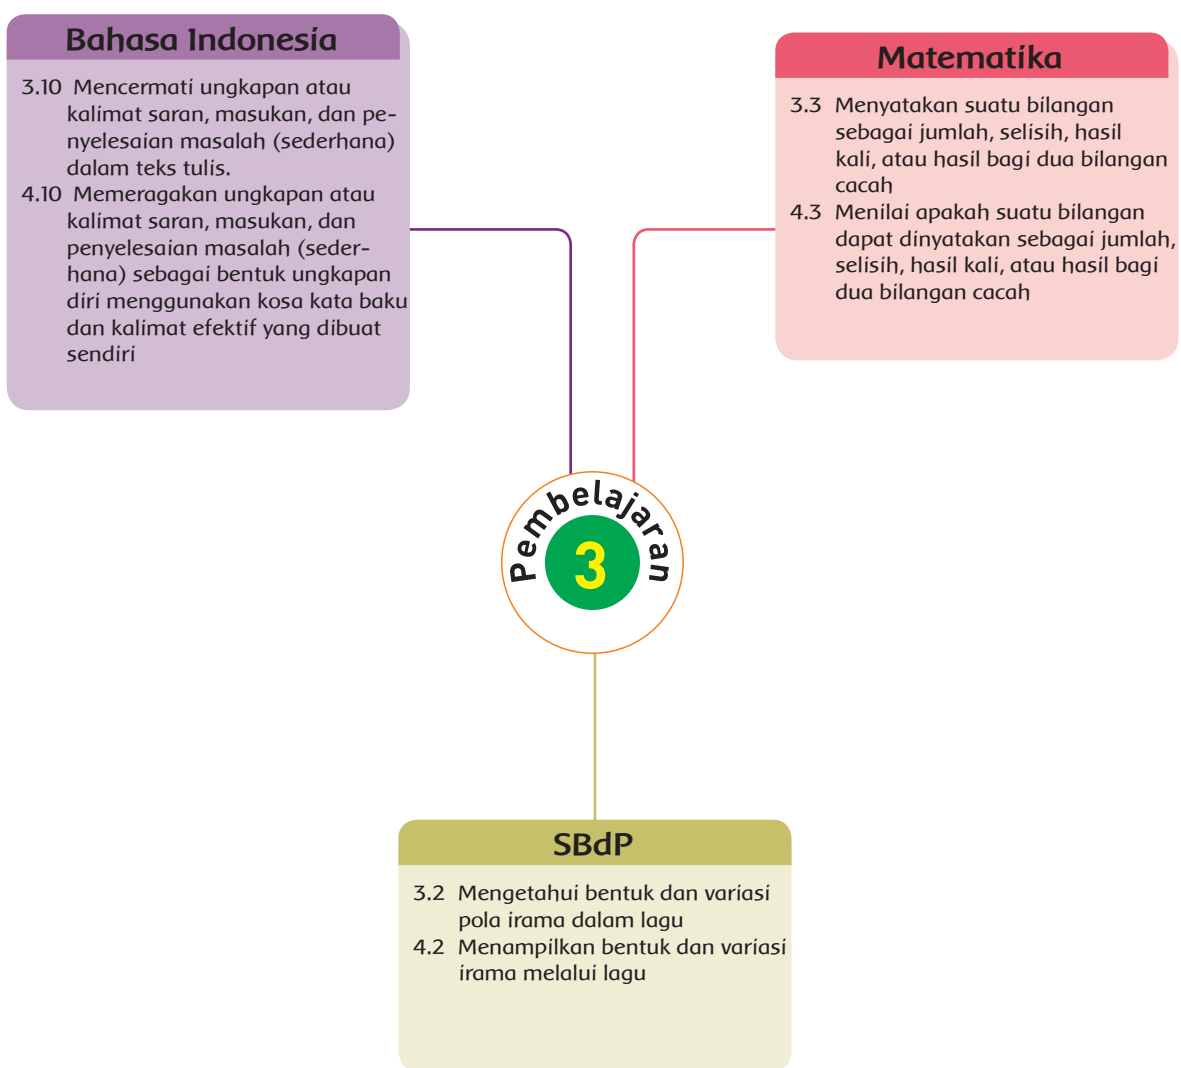 Bahasa Indonesia
3.10 Mencermati ungkapan atau
kalimat saran, masukan, dan pe-
nyelesaian masalah (sederhana)
dalam teks tulis.
4.10 Memeragakan ungkapan atau
kalimat saran, masukan, dan
penyelesaian masalah (seder-
hana) sebagai bentuk ungkapan
diri menggunakan kosa kata baku
dan kalimat efektif yang dibuat
sendiri
Matematika
3.3 Menyatakan suatu bilangan
sebagai jumlah, selisih, hasil
kali, atau hasil bagi dua bilangan
cacah
4.3 Menilai apakah suatu bilangan
dapat dinyatakan sebagai jumlah,
selisih, hasil kali, atau hasil bagi
dua bilangan cacah
Pembelajaran
3
SBdP
3.2 Mengetahui bentuk dan variasi
pola irama dalam lagu
4.2 Menampilkan bentuk dan variasi
irama melalui lagu